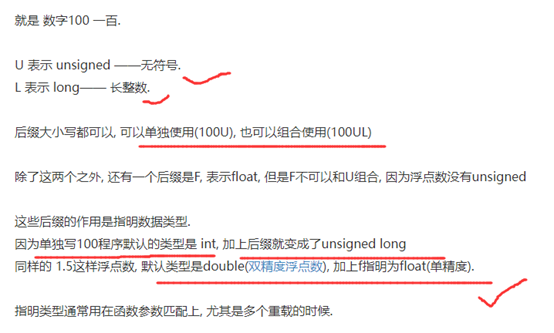 就是 数字100 一百.
U 表示 unsigned ——无符号.
L 表示 long—— 长整数.
后缀大小写都可以, 可以单独使用(100U), 也可以组合使用(100UL)
除了这两个之外, 还有一个后缀是F, 表示float, 但是F不可以和U组合, 因为浮点数没有unsigned
这些后缀的作用是指明数据类型.
因为单独写100程序默认的类型是 int, 加上后缀就变成了unsigned long
同样的 1.5这样浮点数, 默认类型是double(双精度浮点数), 加上f指明为float(单精度).
指明类型通常用在函数参数匹配上, 尤其是多个重载的时候.